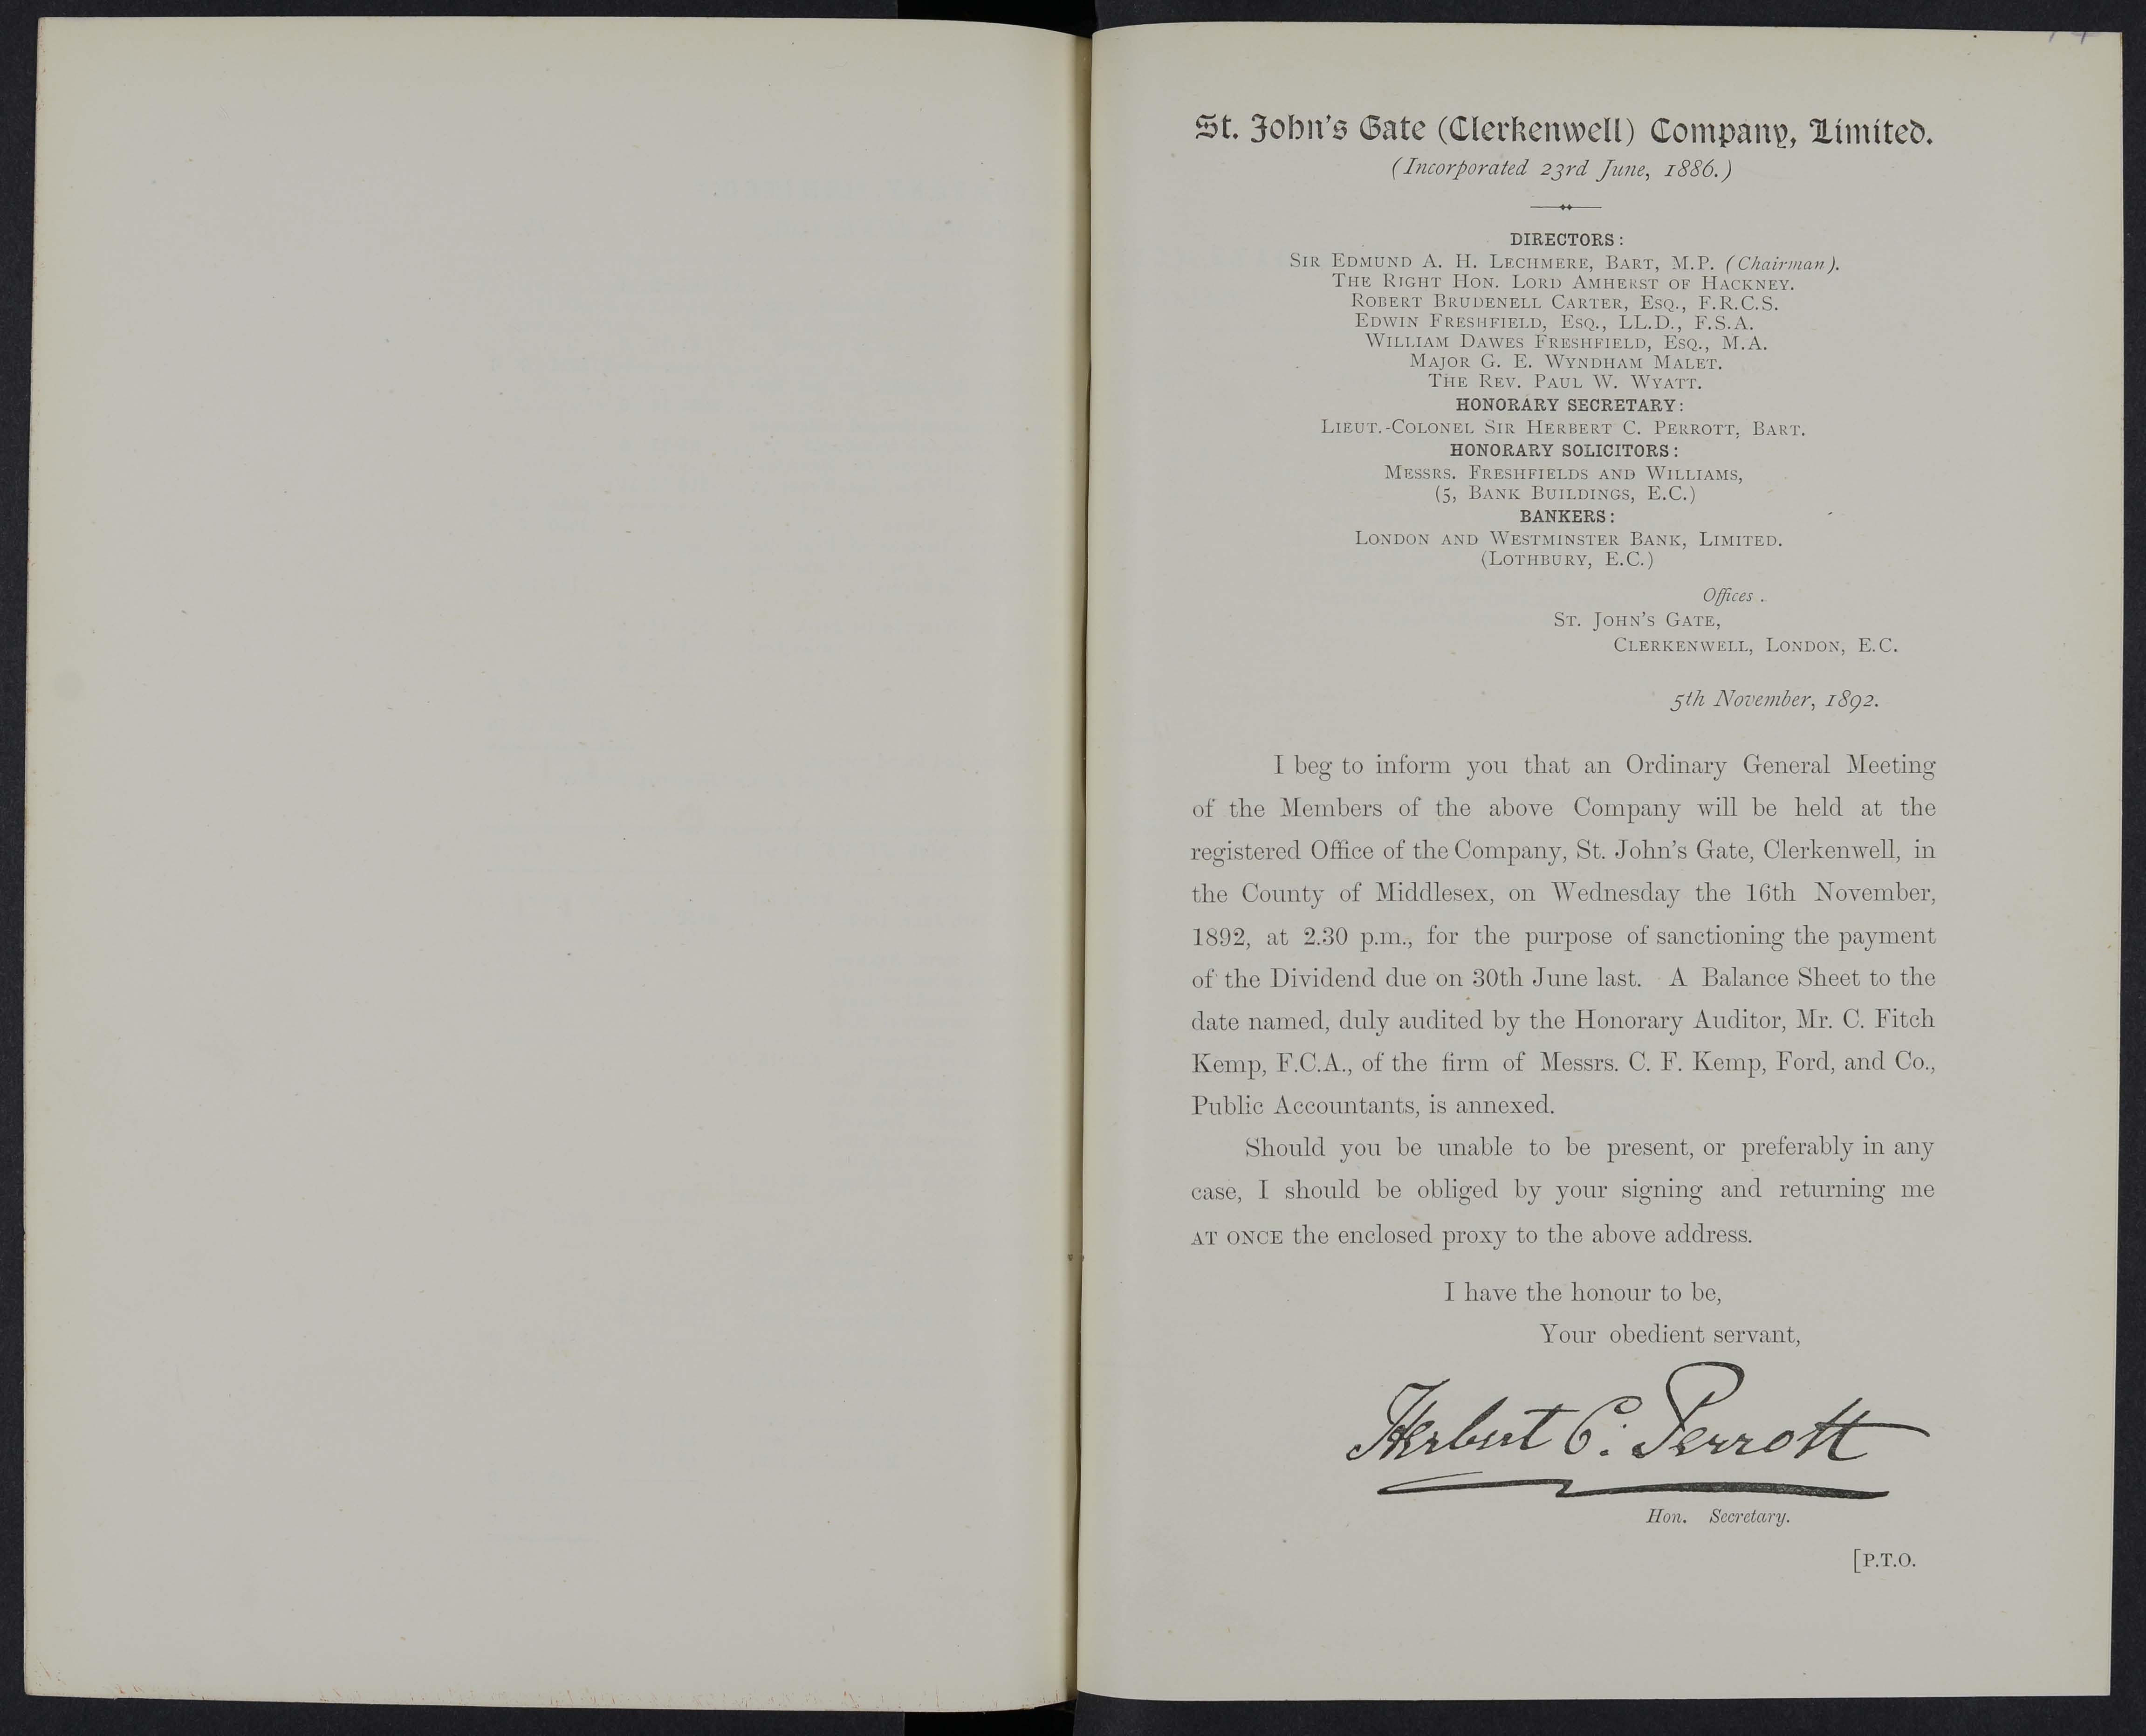 St. John's Gate (Clerkenwell) Company, Limited.
(Incorporated 23rd June, 1886.)
DIRECTORS:
SIR EDMUND A. H. LECHMERE, BART, M.P. (Chairman).
THE RIGHT HON. LORD AMHERST OF HACKNEY.
ROBERT BRUDENELL CARTER, ESQ., F.R.C.S.
EDWIN FRESHFIELD, ESQ., LL.D., F.S.A.
WILLIAM DAWES FRESHFIELD, ESQ., M.A.
MAJOR G. E. WYNDHAM MALET.
THE REV. PAUL W. WYATT.
HONORARY SECRETARY:
LIEUT.-COLONEL SIR HERBERT C. PERROTT, BART.
HONORARY SOLICITORS:
MESSRS. FRESHFIELDS AND WILLIAMS,
(5, BANK BUILDINGS, E.C.)
BANKERS:
LONDON AND WESTMINSTER BANK, LIMITED.
(LOTHBURY, E.C.)
Offices.
ST. JOHN'S GATE,
CLERKENWELL, LONDON, E.C.
5th November, 1892.
I beg to inform you that an Ordinary General Meeting
of the Members of the above Company will be held at the
registered Office of the Company, St. John's Gate, Clerkenwell, in
the County of Middlesex, on Wednesday the 16th November,
1892, at 2.30 p.m., for the purpose of sanctioning the payment
of the Dividend due on 30th June last. A Balance Sheet to the
date named, duly audited by the Honorary Auditor, Mr. C. Fitch
Kemp, F.C.A., of the firm of Messrs. C. F. Kemp, Ford, and Co.,
Public Accountants, is annexed.
Should you be unable to be present, or preferably in any
case, I should be obliged by your signing and returning me
AT ONCE the enclosed proxy to the above address.
I have the honour to be,
Your obedient servant,
Herbert C. Perrott
Hon. Secretary.
[P.T.O.